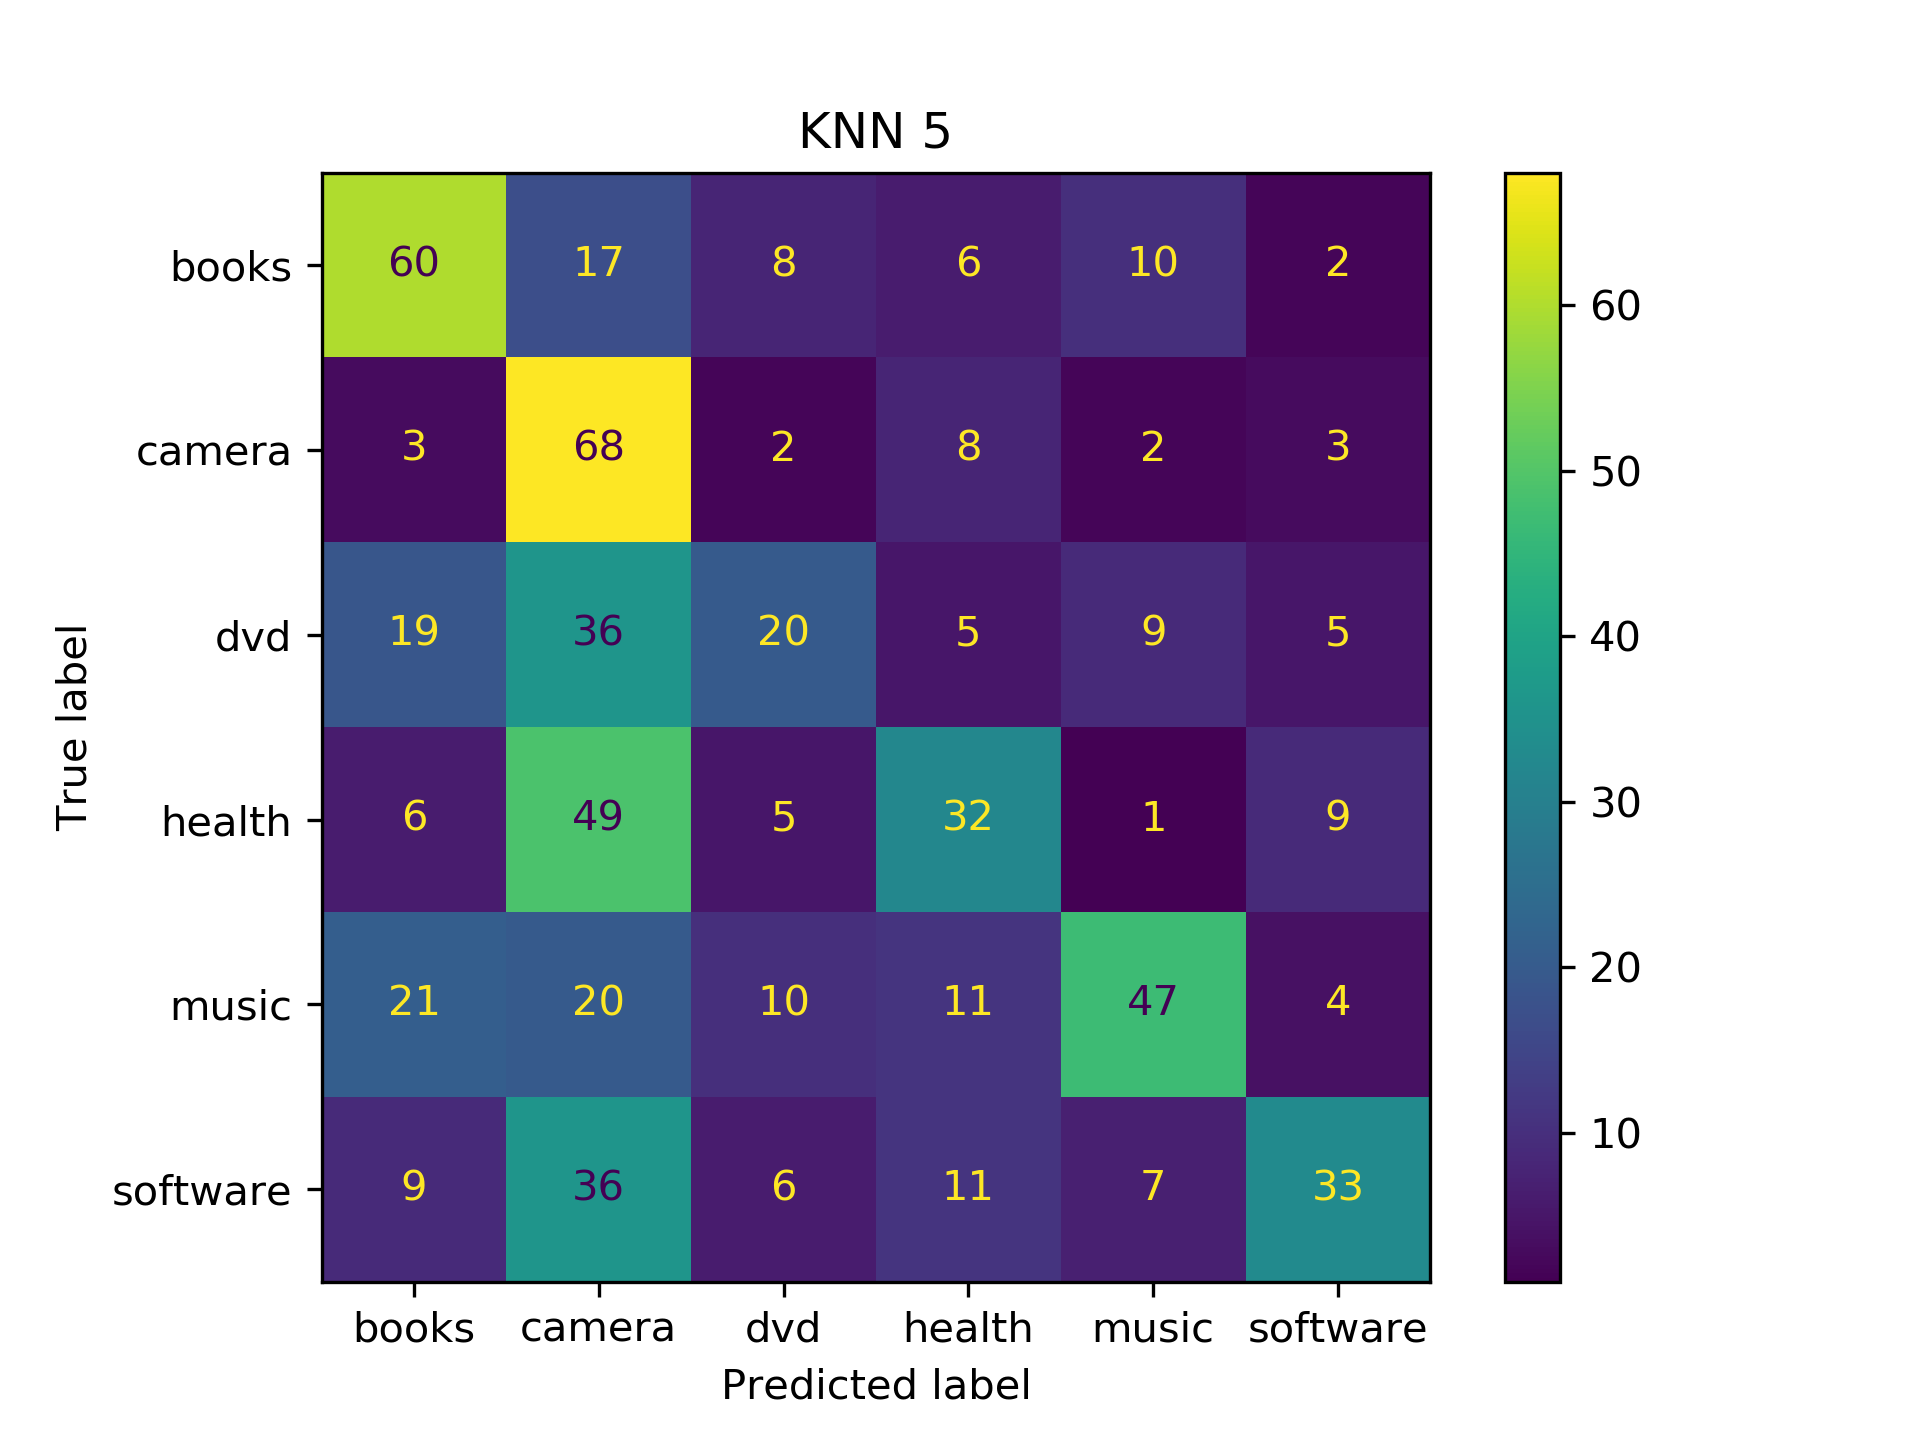 KNN 5
books 60 17 8 6 10 2
camera 3 68 2 8 2 3
dvd 19 36 20 5 9 5
health 6 49 5 32 1 9
music 21 20 10 11 47 4
software 9 36 6 11 7 33
books camera dvd health music software
Predicted label
True label
60
50
40
30
20
10